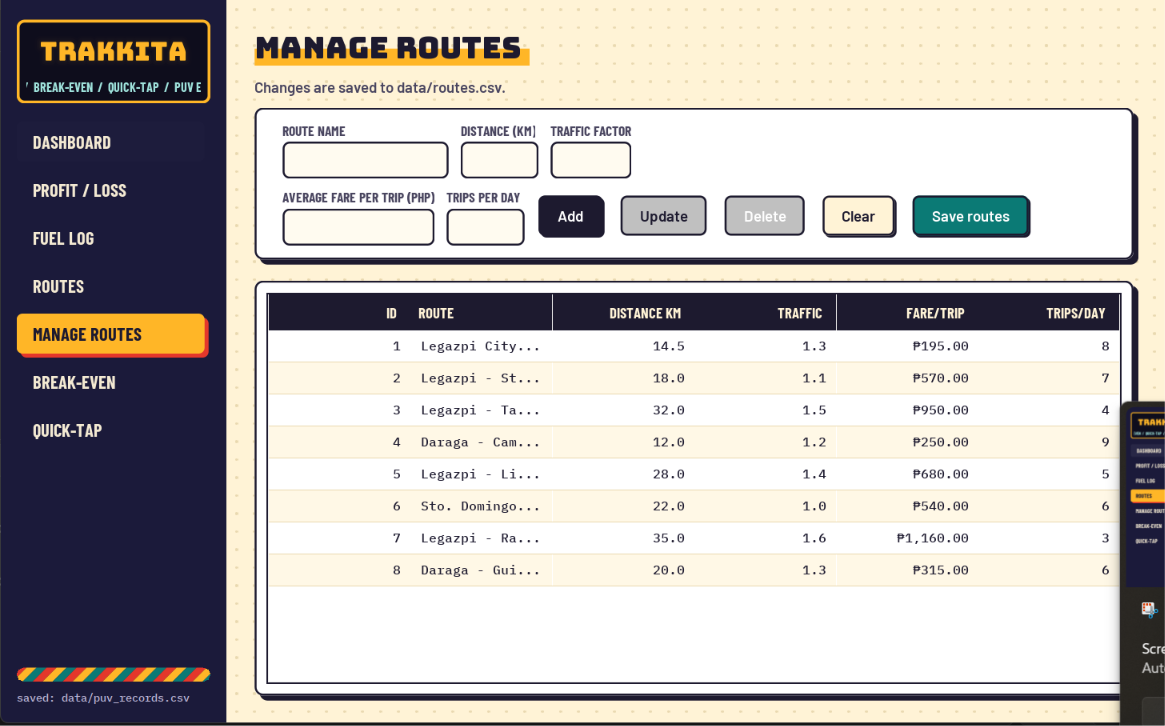 TRAKKITA
/ BREAK-EVEN / QUICK-TAP / PUV E
DASHBOARD
PROFIT / LOSS
FUEL LOG
ROUTES
MANAGE ROUTES
BREAK-EVEN
QUICK-TAP
saved: data/puv_records.csv
MANAGE ROUTES
Changes are saved to data/routes.csv.
ROUTE NAME DISTANCE (KM) TRAFFIC FACTOR
AVERAGE FARE PER TRIP (PHP) TRIPS PER DAY
Add Update Delete Clear Save routes
ID ROUTE DISTANCE KM TRAFFIC FARE/TRIP TRIPS/DAY
1 Legazpi City... 14.5 1.3 ₱195.00 8
2 Legazpi - St... 18.0 1.1 ₱570.00 7
3 Legazpi - Ta... 32.0 1.5 ₱950.00 4
4 Daraga - Cam... 12.0 1.2 ₱250.00 9
5 Legazpi - Li... 28.0 1.4 ₱680.00 5
6 Sto. Domingo... 22.0 1.0 ₱540.00 6
7 Legazpi - Ra... 35.0 1.6 ₱1,160.00 3
8 Daraga - Gui... 20.0 1.3 ₱315.00 6
TRAKK
DASHBOARD
PROFIT / LOSS
FUEL LOG
ROUTES
MANAGE ROUT
BREAK-EVEN
QUICK-TAP
Scre
Aut